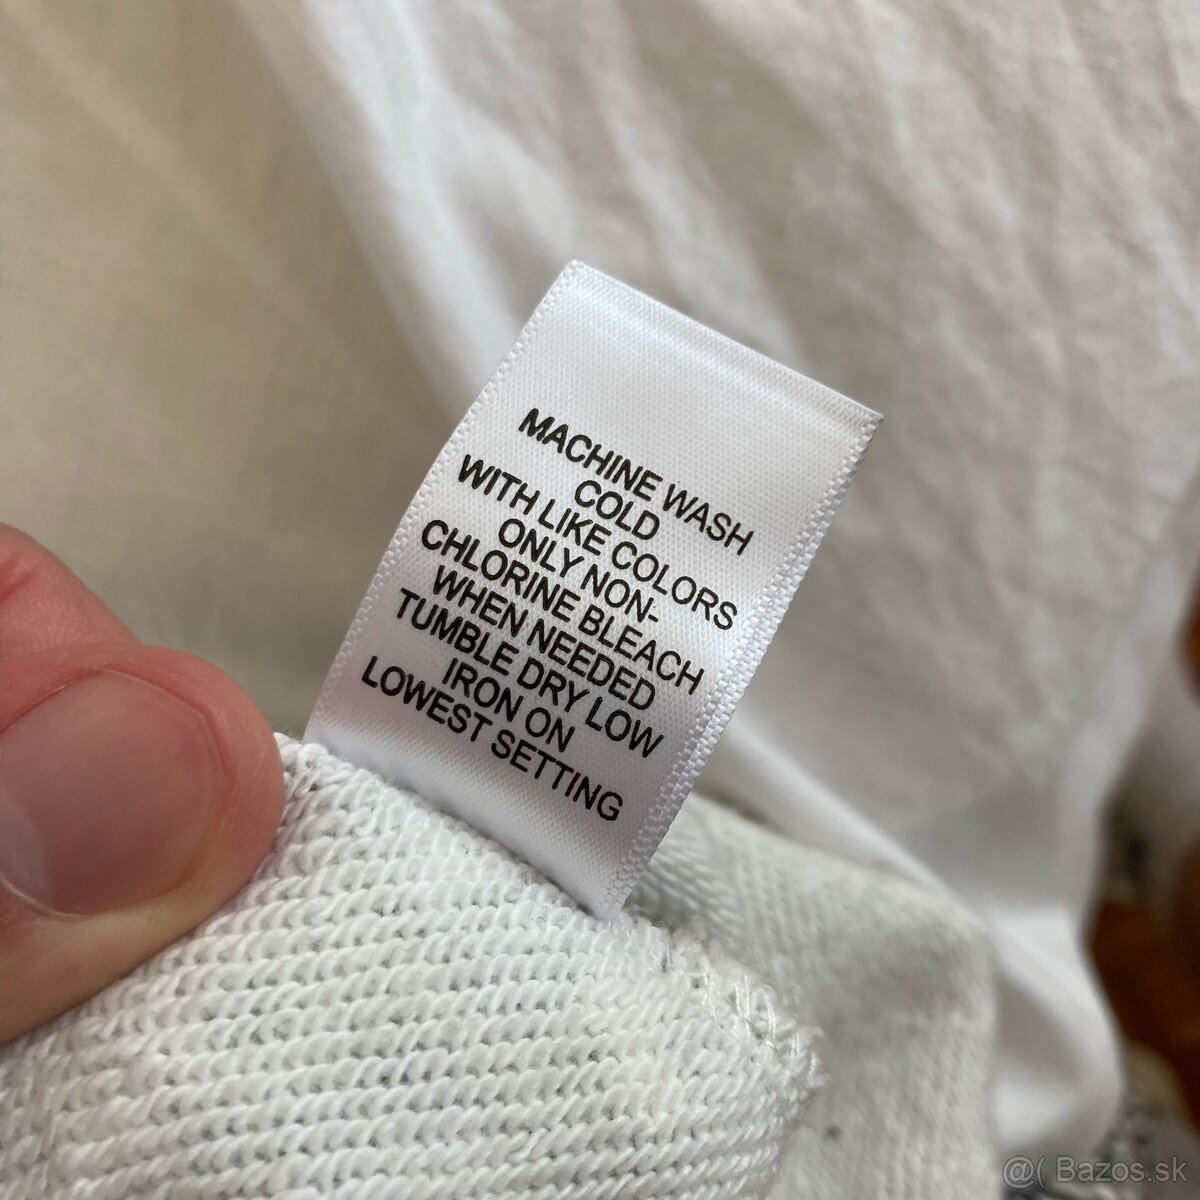 MACHINE WASH
COLD
WITH LIKE COLORS
ONLY NON-
CHLORINE BLEACH
WHEN NEEDED
TUMBLE DRY LOW
IRON ON
LOWEST SETTING
@( Bazos.sk